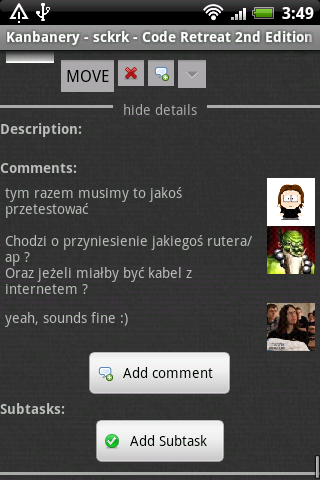 3:49
Kanbanery - sckrk - Code Retreat 2nd Edition
MOVE
hide details
Description:
Comments:
tym razem musimy to jakoś
przetestować
Chodzi o przyniesienie jakiegoś rutera/
ap ?
Oraz jeżeli miałby być kabel z
internetem ?
yeah, sounds fine :)
Add comment
Subtasks:
Add Subtask